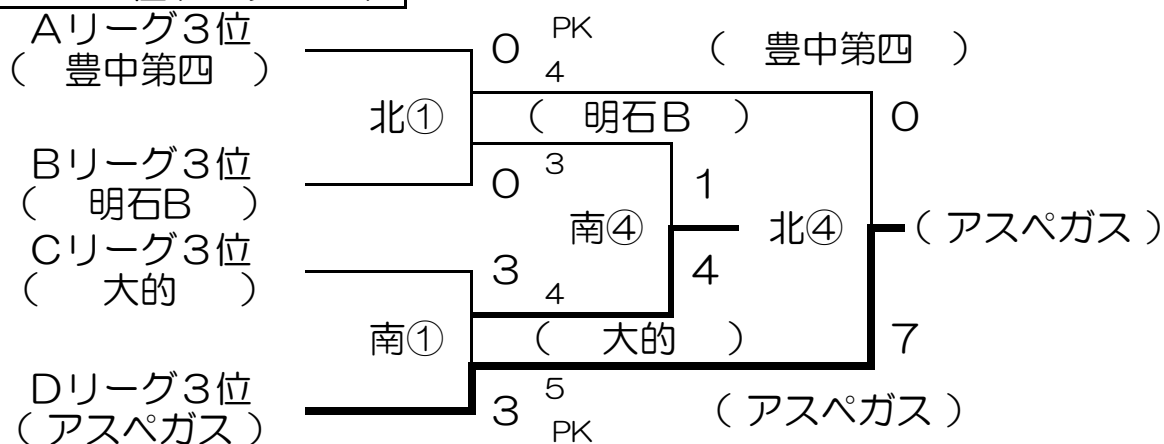 Aリーグ３位
（　豊中第四　）
0 PK
4
（　豊中第四　）
北①
（　明石B　）
0
Bリーグ３位
（　明石B　）
0 3
1
南④
北④
（アスペガス）
Cリーグ３位
（　大的　）
3 4
4
南①
（　大的　）
7
Dリーグ３位
（アスペガス）
3 5
PK
（アスペガス）